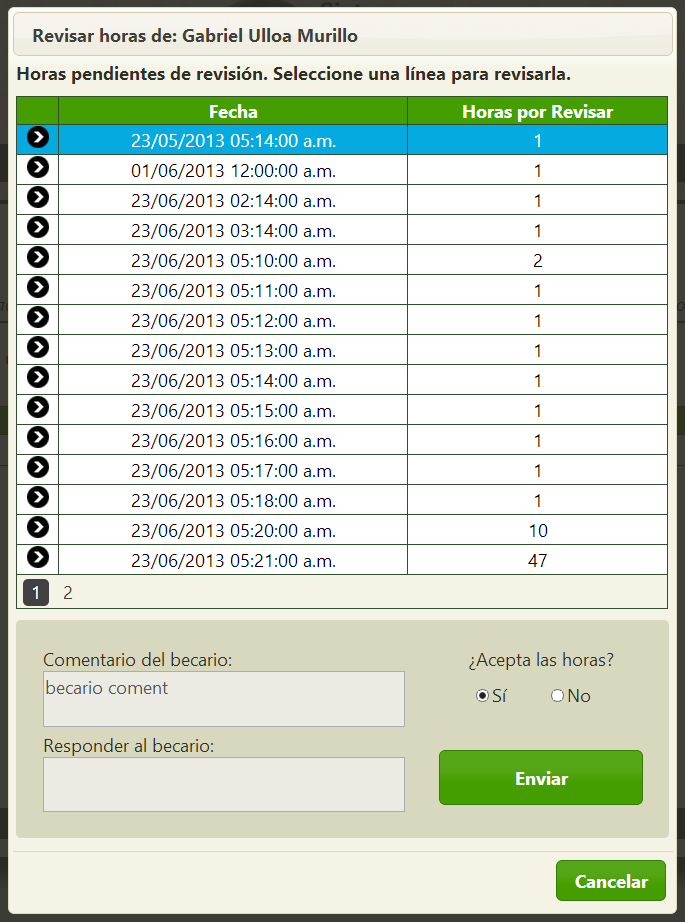 Revisar horas de: Gabriel Ulloa Murillo
Horas pendientes de revisión. Seleccione una línea para revisarla.
Fecha Horas por Revisar
23/05/2013 05:14:00 a.m. 1
01/06/2013 12:00:00 a.m. 1
23/06/2013 02:14:00 a.m. 1
23/06/2013 03:14:00 a.m. 1
23/06/2013 05:10:00 a.m. 2
23/06/2013 05:11:00 a.m. 1
23/06/2013 05:12:00 a.m. 1
23/06/2013 05:13:00 a.m. 1
23/06/2013 05:14:00 a.m. 1
23/06/2013 05:15:00 a.m. 1
23/06/2013 05:16:00 a.m. 1
23/06/2013 05:17:00 a.m. 1
23/06/2013 05:18:00 a.m. 1
23/06/2013 05:20:00 a.m. 10
23/06/2013 05:21:00 a.m. 47
1 2
Comentario del becario: ¿Acepta las horas?
becario coment
Sí No
Responder al becario:
Enviar
Cancelar